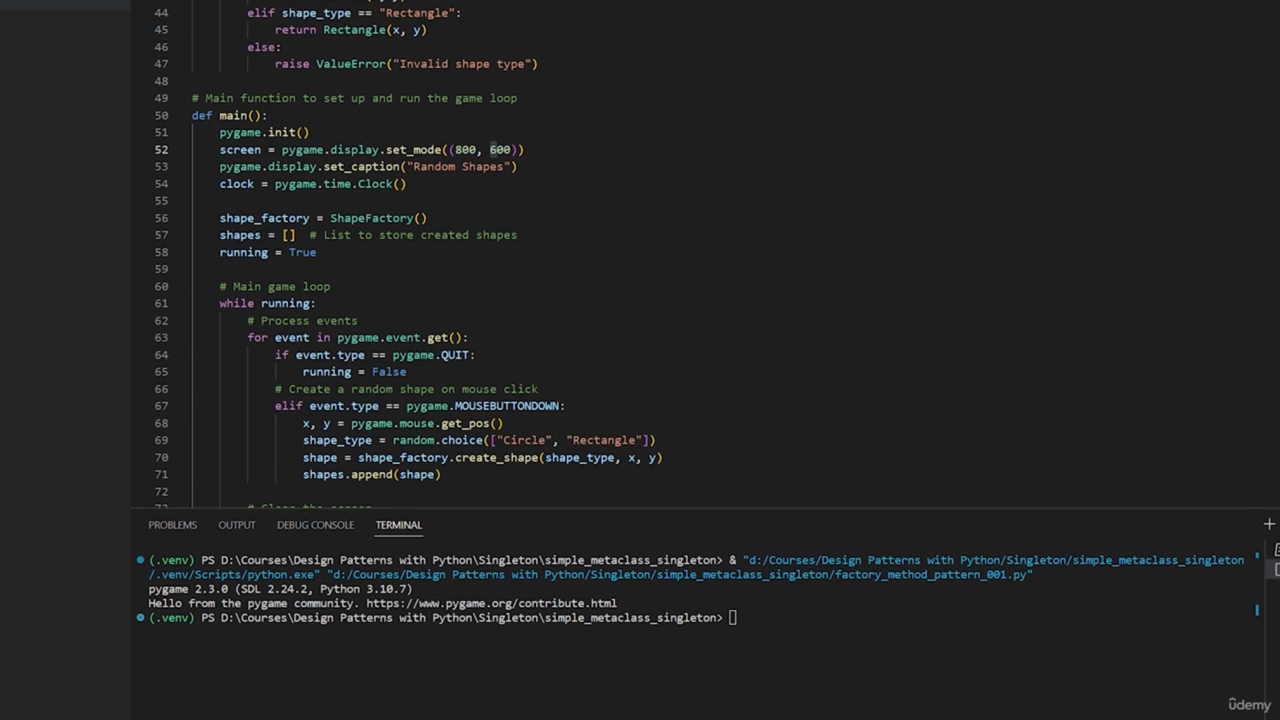 44 elif shape_type == "Rectangle":
45 return Rectangle(x, y)
46 else:
47 raise ValueError("Invalid shape type")
48
49 # Main function to set up and run the game loop
50 def main():
51 pygame.init()
52 screen = pygame.display.set_mode((800, 600))
53 pygame.display.set_caption("Random Shapes")
54 clock = pygame.time.Clock()
55
56 shape_factory = ShapeFactory()
57 shapes = [] # List to store created shapes
58 running = True
59
60 # Main game loop
61 while running:
62 # Process events
63 for event in pygame.event.get():
64 if event.type == pygame.QUIT:
65 running = False
66 # Create a random shape on mouse click
67 elif event.type == pygame.MOUSEBUTTONDOWN:
68 x, y = pygame.mouse.get_pos()
69 shape_type = random.choice(["Circle", "Rectangle"])
70 shape = shape_factory.create_shape(shape_type, x, y)
71 shapes.append(shape)
72
PROBLEMS OUTPUT DEBUG CONSOLE TERMINAL
(.venv) PS D:\Courses\Design Patterns with Python\Singleton\simple_metaclass_singleton> & "d:/Courses/Design Patterns with Python/Singleton/simple_metaclass_singleton
/.venv/Scripts/python.exe" "d:/Courses/Design Patterns with Python/Singleton/simple_metaclass_singleton/factory_method_pattern_001.py"
pygame 2.3.0 (SDL 2.24.2, Python 3.10.7)
Hello from the pygame community. https://www.pygame.org/contribute.html
(.venv) PS D:\Courses\Design Patterns with Python\Singleton\simple_metaclass_singleton>
ûdemy